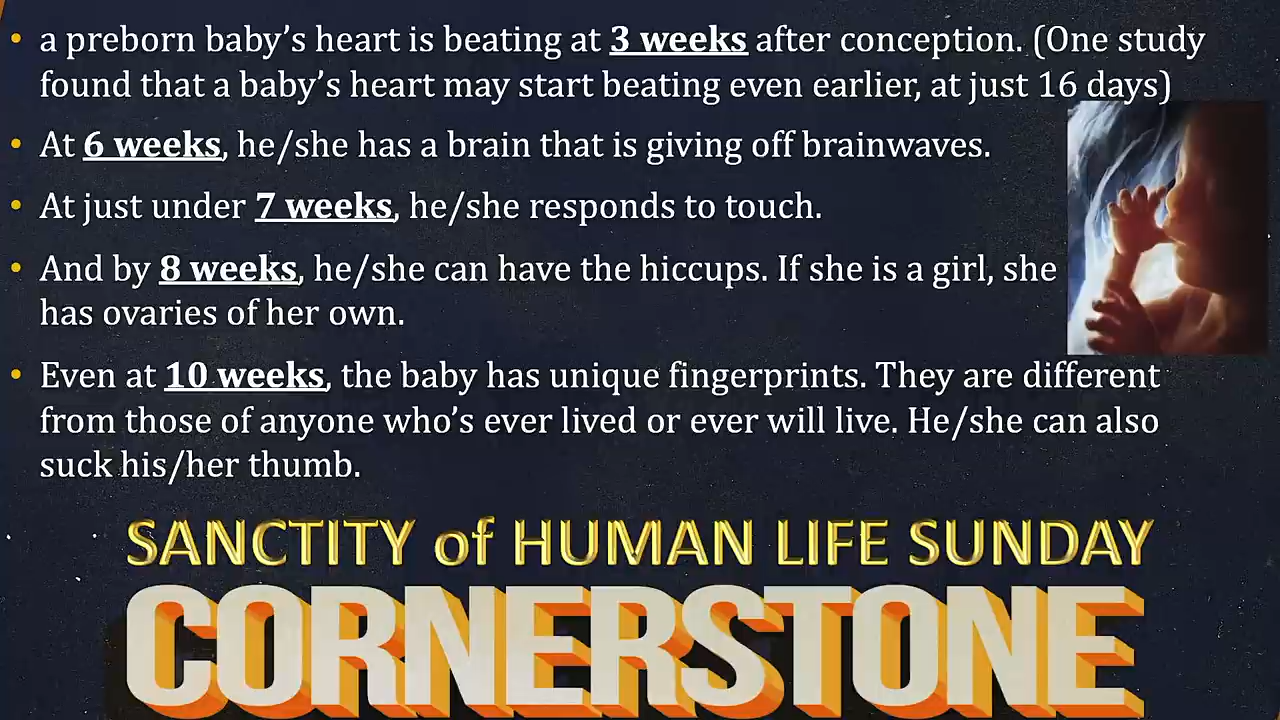 • a preborn baby’s heart is beating at 3 weeks after conception. (One study
found that a baby’s heart may start beating even earlier, at just 16 days)
• At 6 weeks, he/she has a brain that is giving off brainwaves.
• At just under 7 weeks, he/she responds to touch.
• And by 8 weeks, he/she can have the hiccups. If she is a girl, she
has ovaries of her own.
• Even at 10 weeks, the baby has unique fingerprints. They are different
from those of anyone who’s ever lived or ever will live. He/she can also
suck his/her thumb.
SANCTITY of HUMAN LIFE SUNDAY
CORNERSTONE